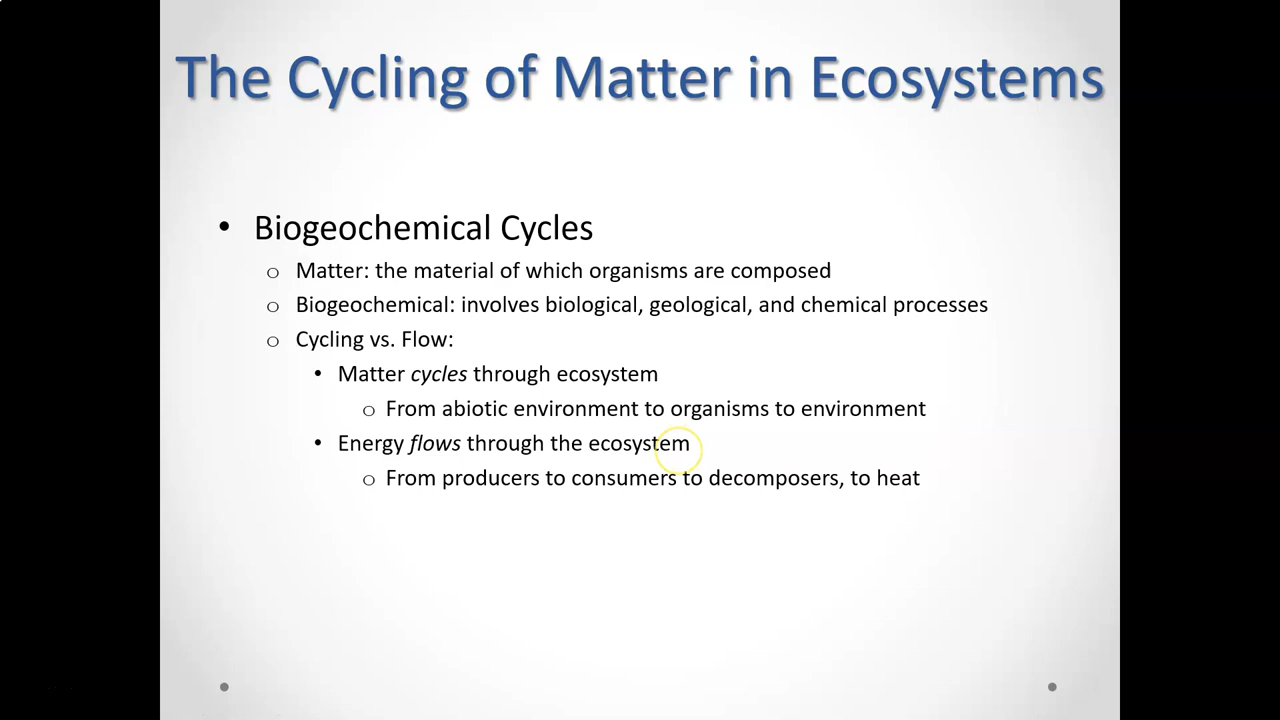 The Cycling of Matter in Ecosystems
• Biogeochemical Cycles
o Matter: the material of which organisms are composed
o Biogeochemical: involves biological, geological, and chemical processes
o Cycling vs. Flow:
• Matter cycles through ecosystem
o From abiotic environment to organisms to environment
• Energy flows through the ecosystem
o From producers to consumers to decomposers, to heat